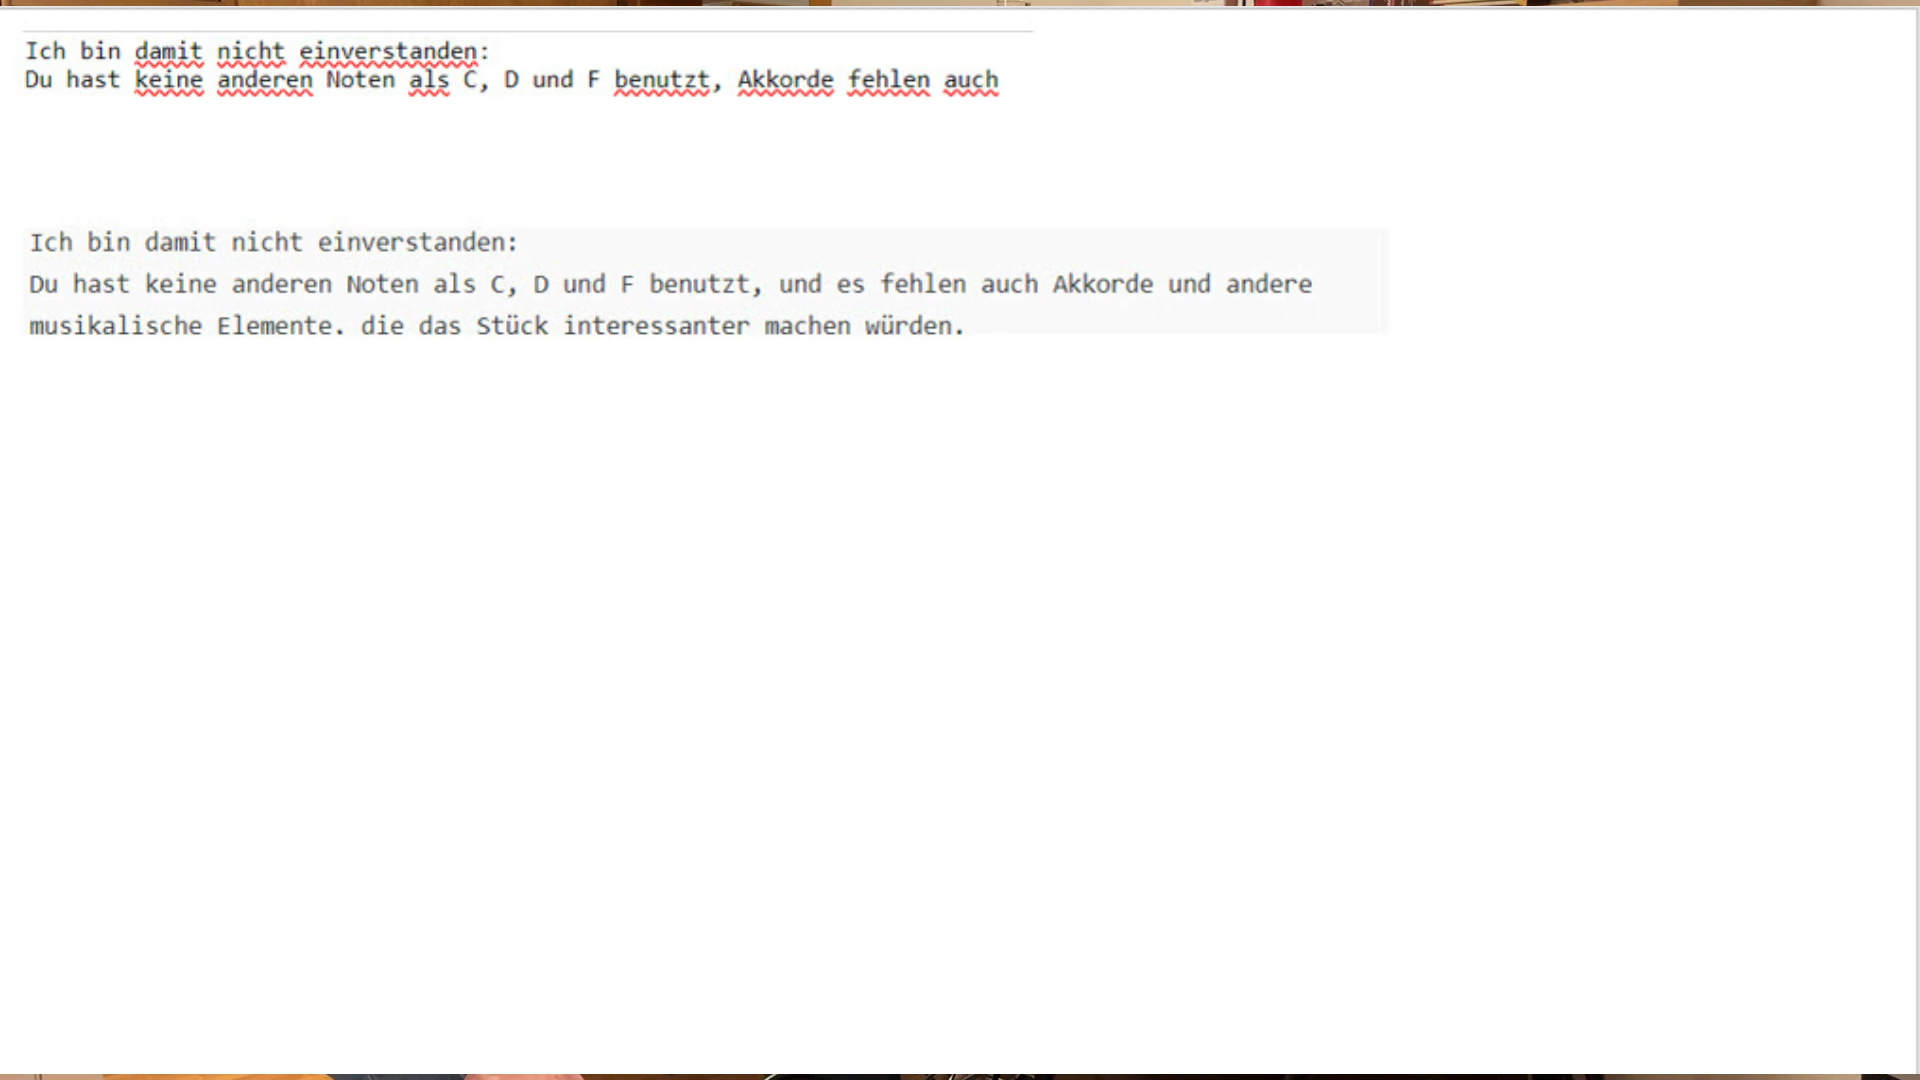 Ich bin damit nicht einverstanden:
Du hast keine anderen Noten als C, D und F benutzt, Akkorde fehlen auch
Ich bin damit nicht einverstanden:
Du hast keine anderen Noten als C, D und F benutzt, und es fehlen auch Akkorde und andere
musikalische Elemente. die das Stück interessanter machen würden.